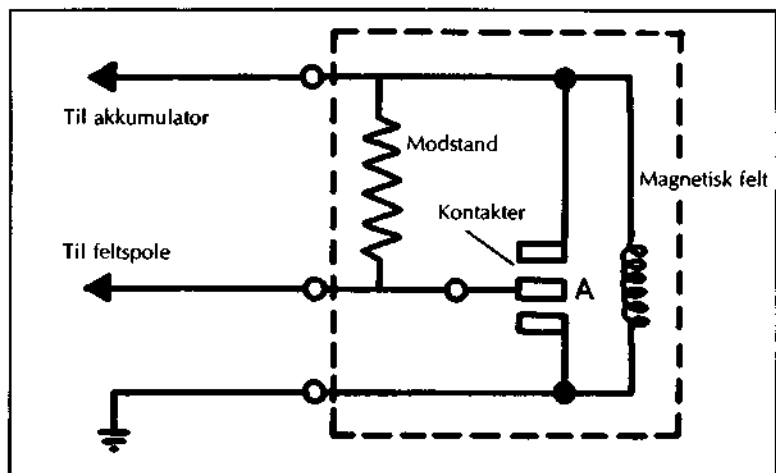 Til akkumulator
Modstand
Magnetisk felt
Kontakter
Til feltspole
A